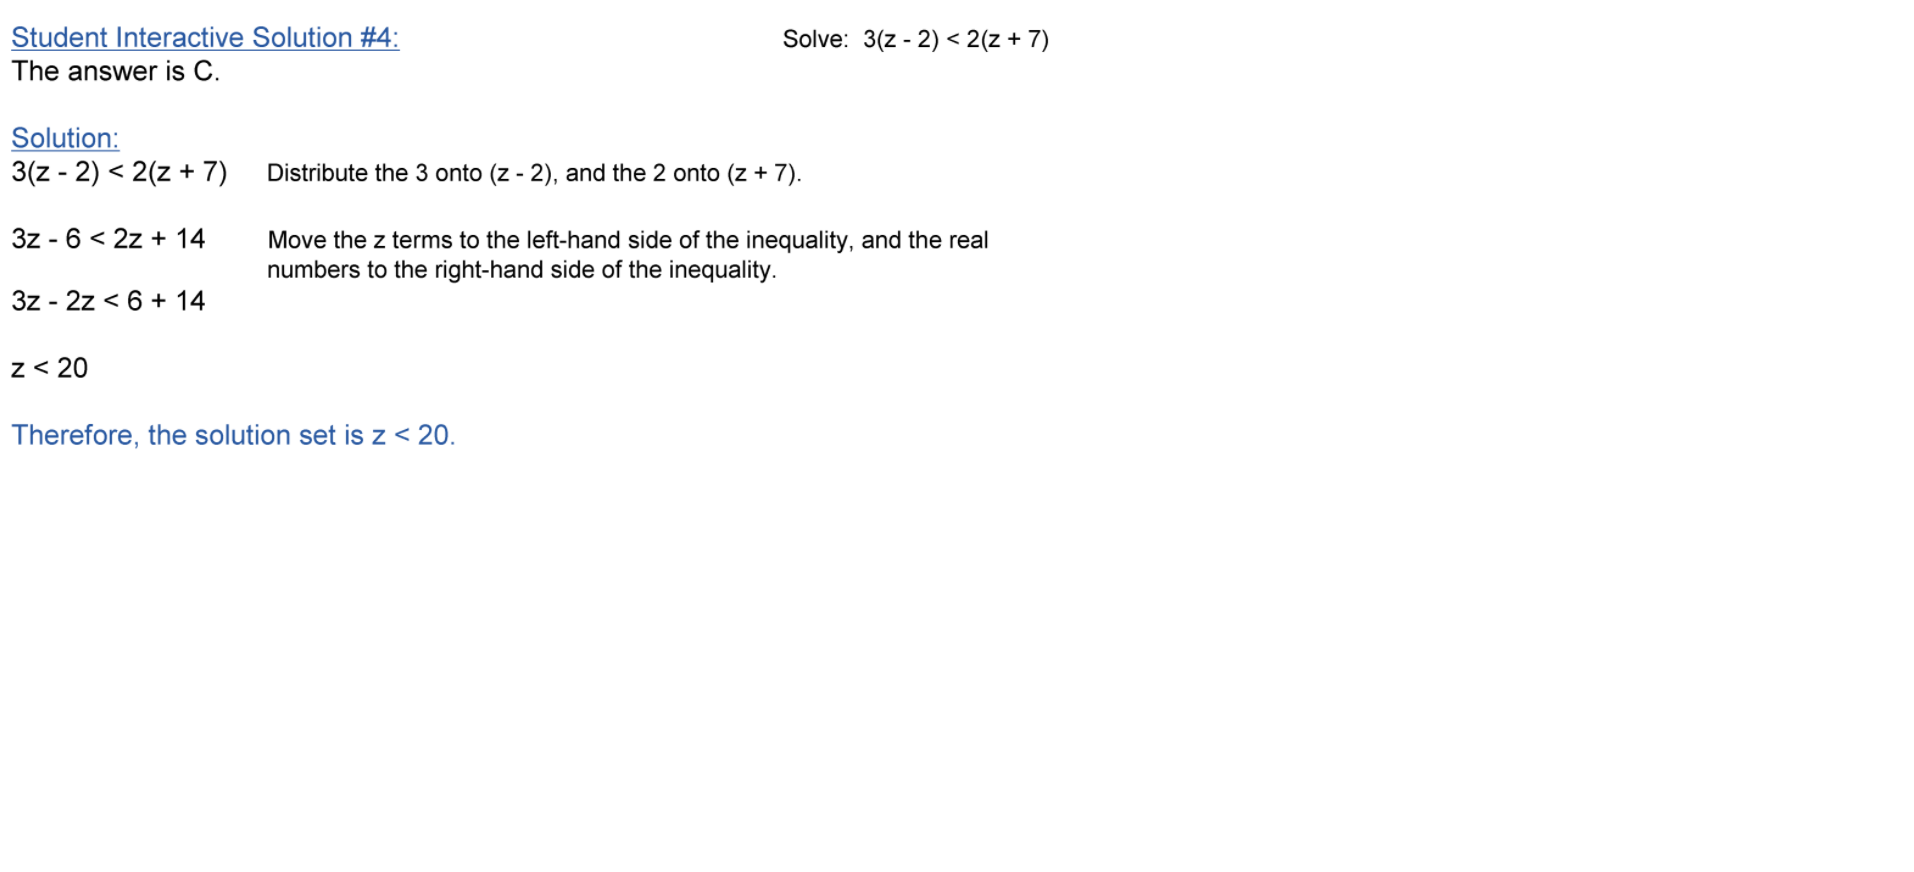 Student Interactive Solution #4:
Solve: 3(z - 2) < 2(z + 7)
The answer is C.
Solution:
3(z - 2) < 2(z + 7)
Distribute the 3 onto (z - 2), and the 2 onto (z + 7).
3z - 6 < 2z + 14
Move the z terms to the left-hand side of the inequality, and the real
numbers to the right-hand side of the inequality.
3z - 2z < 6 + 14
z < 20
Therefore, the solution set is z < 20.